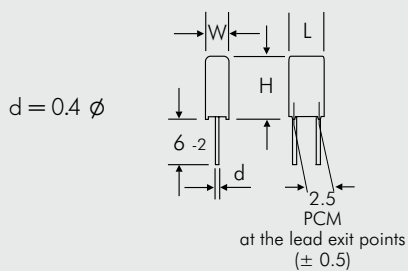 W
L
H
d = 0.4 ϕ
6 -2
d
2.5
PCM
at the lead exit points
(± 0.5)